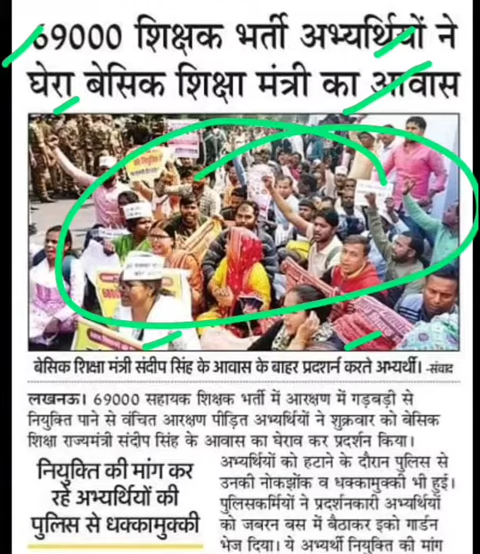 69000 शिक्षक भर्ती अभ्यर्थियों ने
घेरा बेसिक शिक्षा मंत्री का आवास
बेसिक शिक्षा मंत्री संदीप सिंह के आवास के बाहर प्रदर्शन करते अभ्यर्थी। -संवाद
लखनऊ। 69000 सहायक शिक्षक भर्ती में आरक्षण में गड़बड़ी से
नियुक्ति पाने से वंचित आरक्षण पीड़ित अभ्यर्थियों ने शुक्रवार को बेसिक
शिक्षा राज्यमंत्री संदीप सिंह के आवास का घेराव कर प्रदर्शन किया।
नियुक्ति की मांग कर
रहे अभ्यर्थियों की
पुलिस से धक्कामुक्की
अभ्यर्थियों को हटाने के दौरान पुलिस से
उनकी नोकझोंक व धक्कामुक्की भी हुई।
पुलिसकर्मियों ने प्रदर्शनकारी अभ्यर्थियों
को जबरन बस में बैठाकर इको गार्डन
भेज दिया। ये अभ्यर्थी नियुक्ति की मांग